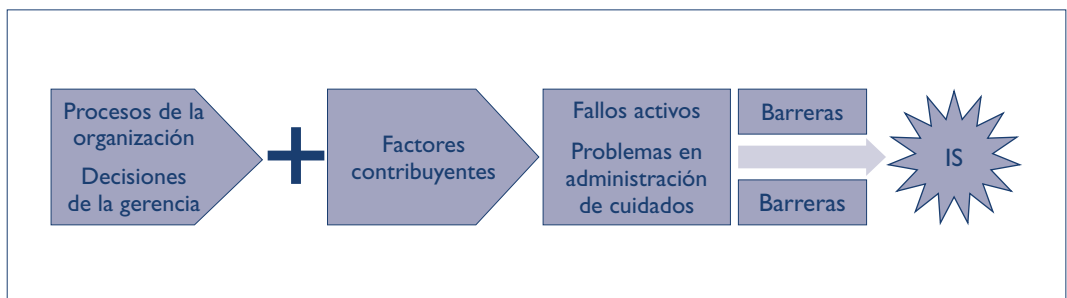 Procesos de la
organización
Decisiones
de la gerencia
Factores
contribuyentes
Fallos activos
Problemas en
administración
de cuidados
Barreras
Barreras
IS